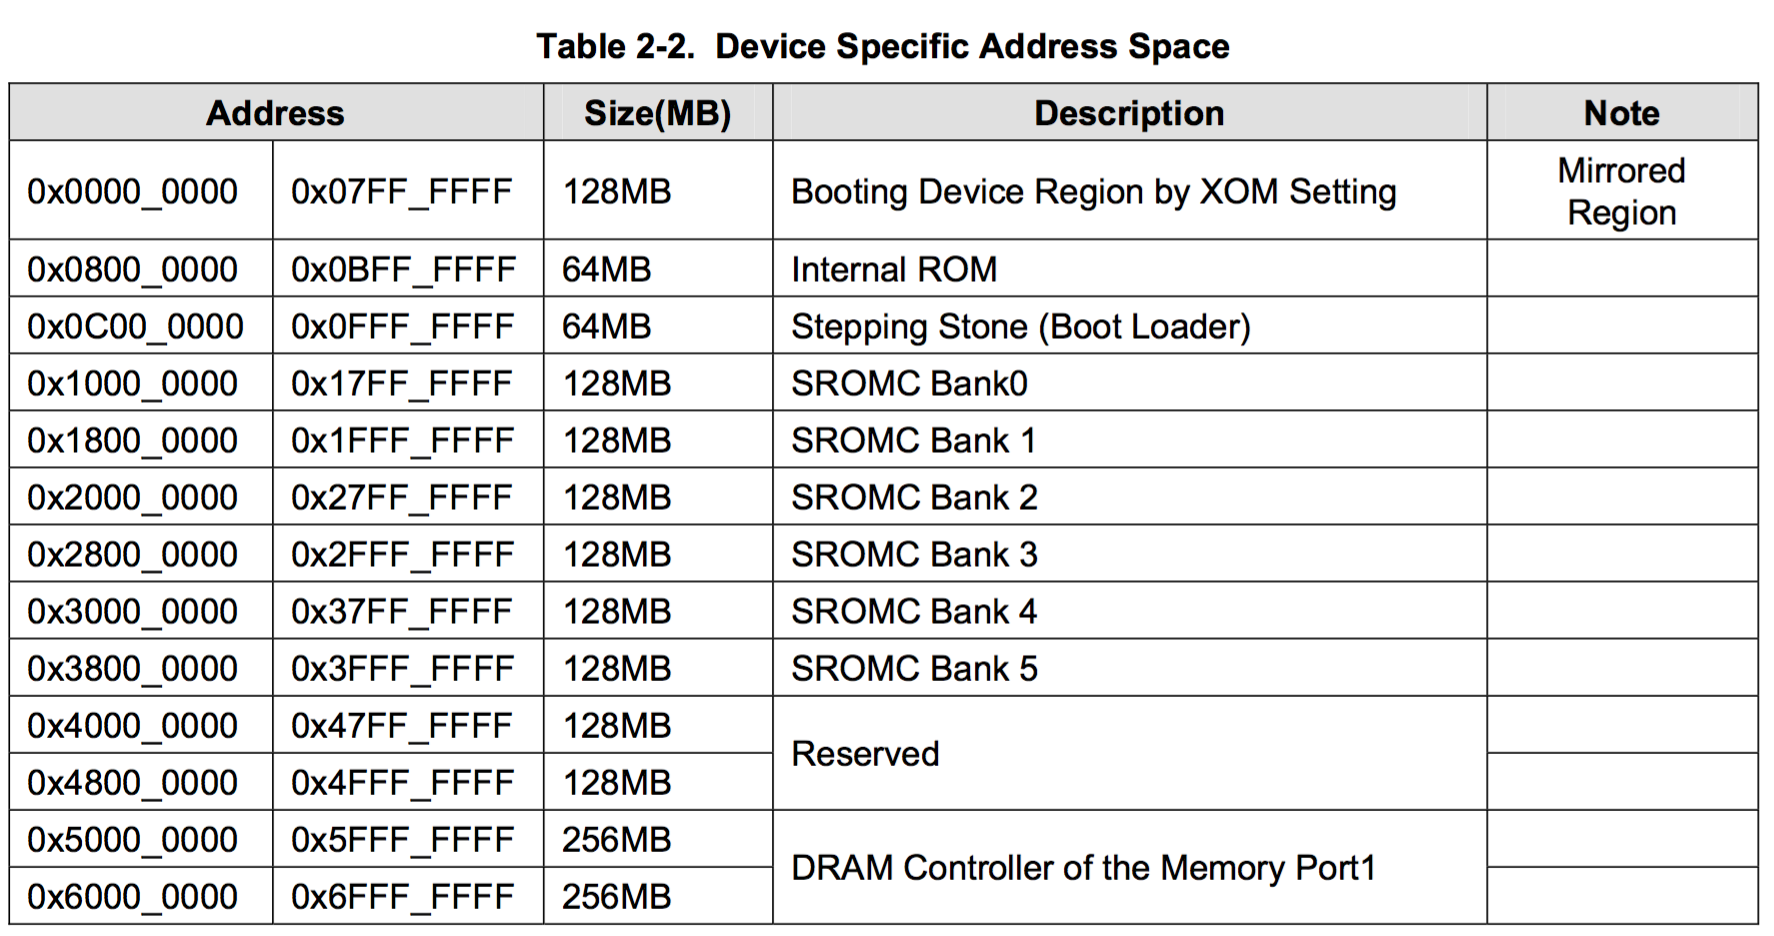 Table 2-2. Device Specific Address Space
Address Size(MB) Description Note
0x0000_0000 0x07FF_FFFF 128MB Booting Device Region by XOM Setting Mirrored
Region
0x0800_0000 0x0BFF_FFFF 64MB Internal ROM
0x0C00_0000 0x0FFF_FFFF 64MB Stepping Stone (Boot Loader)
0x1000_0000 0x17FF_FFFF 128MB SROMC Bank0
0x1800_0000 0x1FFF_FFFF 128MB SROMC Bank 1
0x2000_0000 0x27FF_FFFF 128MB SROMC Bank 2
0x2800_0000 0x2FFF_FFFF 128MB SROMC Bank 3
0x3000_0000 0x37FF_FFFF 128MB SROMC Bank 4
0x3800_0000 0x3FFF_FFFF 128MB SROMC Bank 5
0x4000_0000 0x47FF_FFFF 128MB Reserved
0x4800_0000 0x4FFF_FFFF 128MB
0x5000_0000 0x5FFF_FFFF 256MB DRAM Controller of the Memory Port1
0x6000_0000 0x6FFF_FFFF 256MB